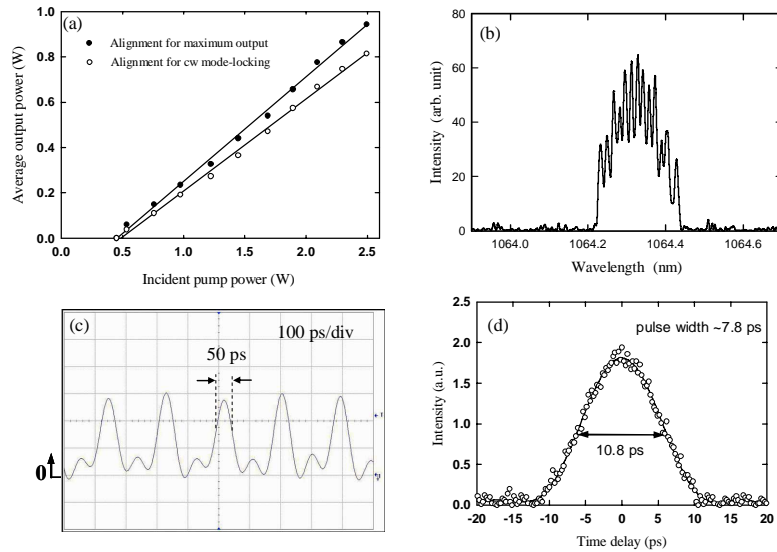 (a)
Alignment for maximum output
Alignment for cw mode-locking
Average output power (W)
1.0
0.8
0.6
0.4
0.2
0.0
0.0 0.5 1.0 1.5 2.0 2.5
Incident pump power (W)
(b)
Intensity (arb. unit)
80
60
40
20
0
1064.0 1064.2 1064.4 1064.6
Wavelength (nm)
(c)
100 ps/div
50 ps
0
(d)
pulse width ~7.8 ps
Intensity (a.u.)
2.5
2.0
1.5
1.0
0.5
0.0
10.8 ps
-20 -15 -10 -5 0 5 10 15 20
Time delay (ps)